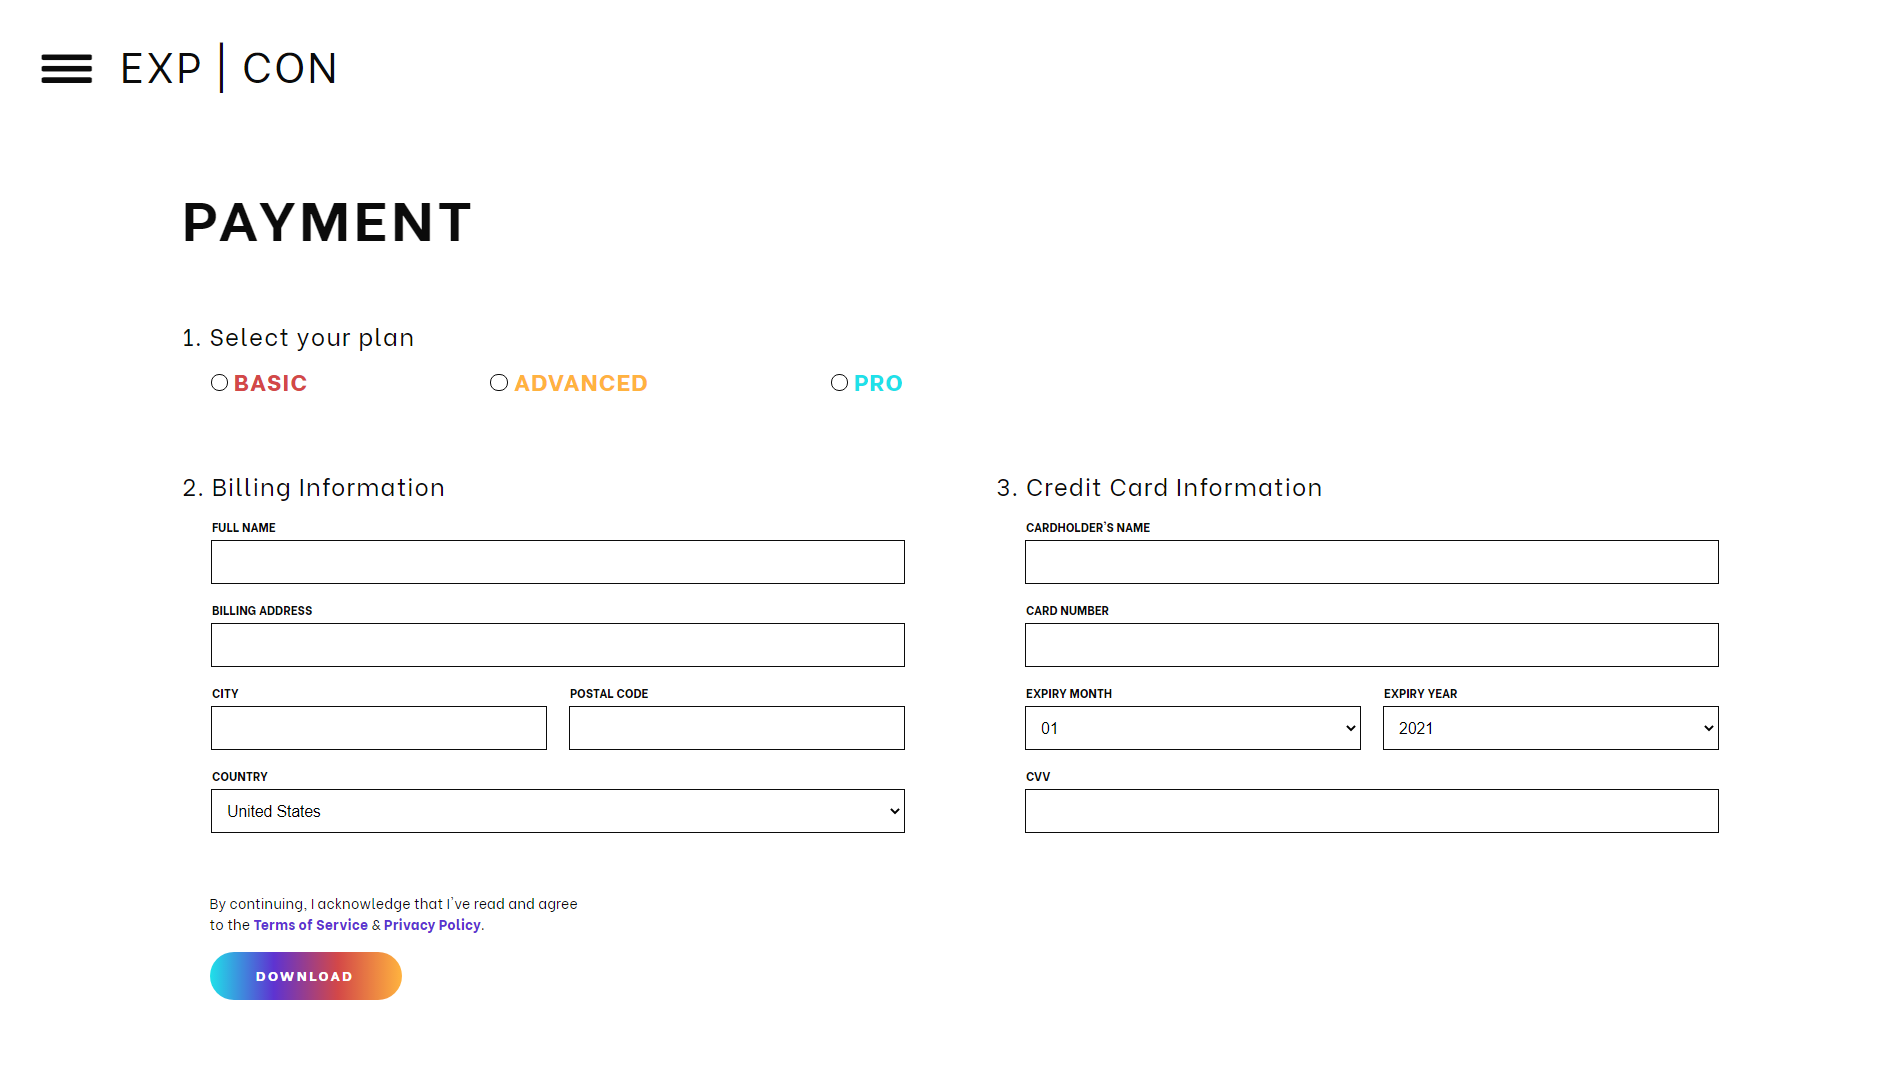 EXP | CON
PAYMENT
1. Select your plan
BASIC
ADVANCED
PRO
2. Billing Information
FULL NAME
BILLING ADDRESS
CITY
POSTAL CODE
COUNTRY
United States
3. Credit Card Information
CARDHOLDER'S NAME
CARD NUMBER
EXPIRY MONTH
EXPIRY YEAR
01
2021
CVV
By continuing, I acknowledge that I've read and agree
to the Terms of Service & Privacy Policy.
DOWNLOAD